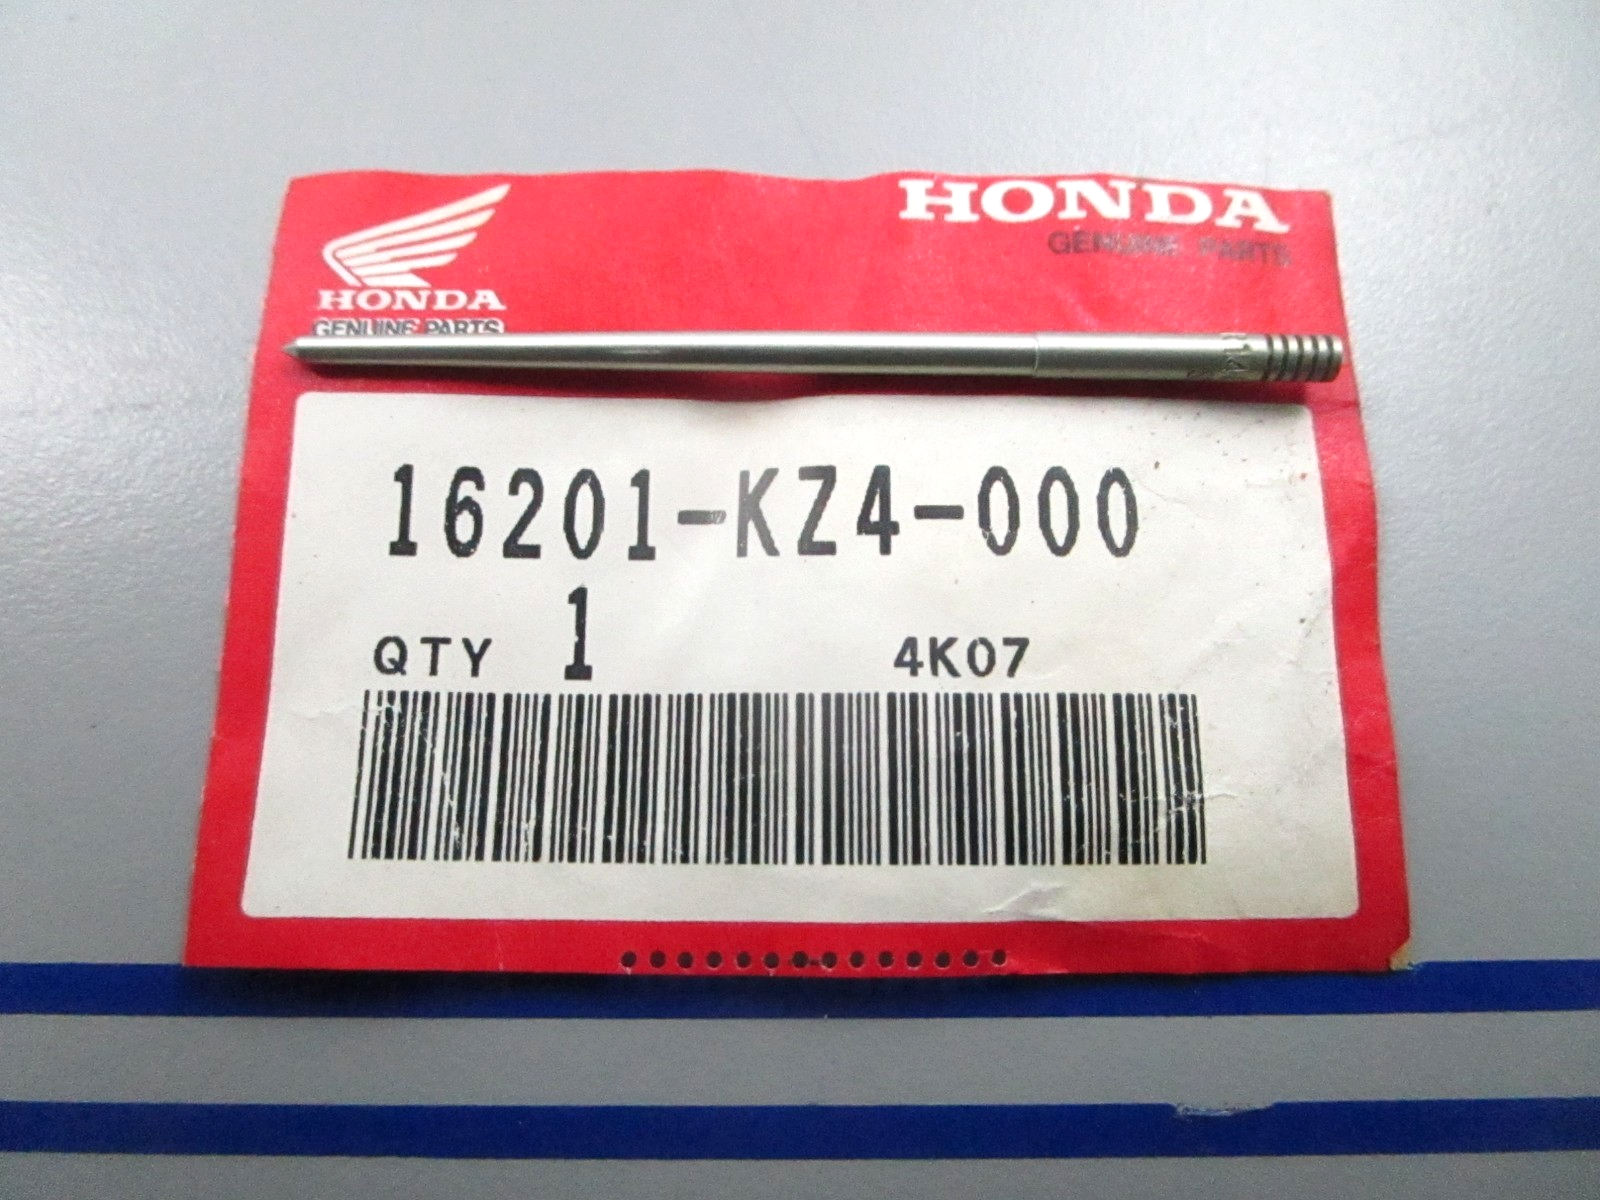 HONDA
GENUINE PARTS
HONDA
GENUINE PARTS
16201-KZ4-000
QTY 1 4K07